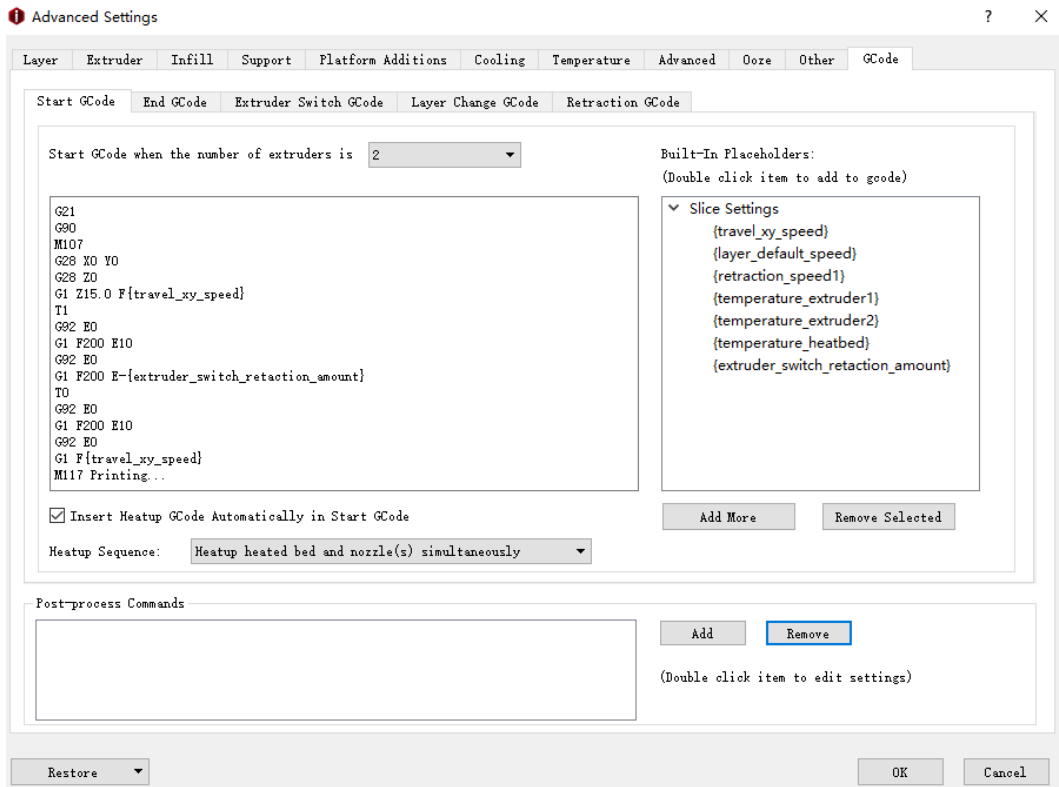 Advanced Settings
Layer Extruder Infill Support Platform Additions Cooling Temperature Advanced Ooze Other GCode
Start GCode End GCode Extruder Switch GCode Layer Change GCode Retraction GCode
Start GCode when the number of extruders is 2
Built-In Placeholders:
(Double click item to add to gcode)
G21
G90
M107
G28 X0 Y0
G28 Z0
G1 Z15.0 F{travel_xy_speed}
T1
G92 E0
G1 F200 E10
G92 E0
G1 F200 E-{extruder_switch_retaction_amount}
T0
G92 E0
G1 F200 E10
G92 E0
G1 F{travel_xy_speed}
M117 Printing...
Slice Settings
{travel_xy_speed}
{layer_default_speed}
{retraction_speed1}
{temperature_extruder1}
{temperature_extruder2}
{temperature_heatbed}
{extruder_switch_retaction_amount}
Add More Remove Selected
Insert Heatup GCode Automatically in Start GCode
Heatup Sequence: Heatup heated bed and nozzle(s) simultaneously
Post-process Commands
Add Remove
(Double click item to edit settings)
Restore OK Cancel